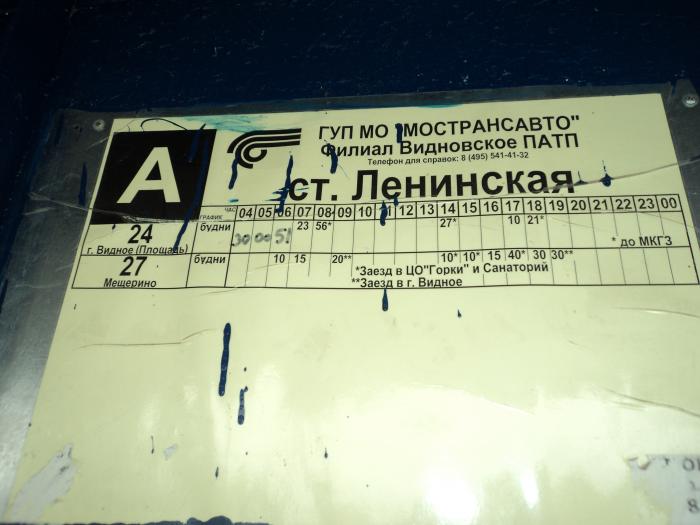 А
ГУП МО "МОСТРАНСАВТО"
Филиал Видновское ПАТП
Телефон для справок: 8 (495) 541-41-32
ст. Ленинская
ГРАФИК ЧАС 04 05 06 07 08 09 10 11 12 13 14 15 16 17 18 19 20 21 22 23 00
24 будни 23 56* 27* 10 21*
г. Видное (Площадь) 30 00 51 * до МКГЗ
27 будни 10 15 20** 10* 10* 15 40* 30 30**
Мещерино *Заезд в ЦО"Горки" и Санаторий
**Заезд в г. Видное